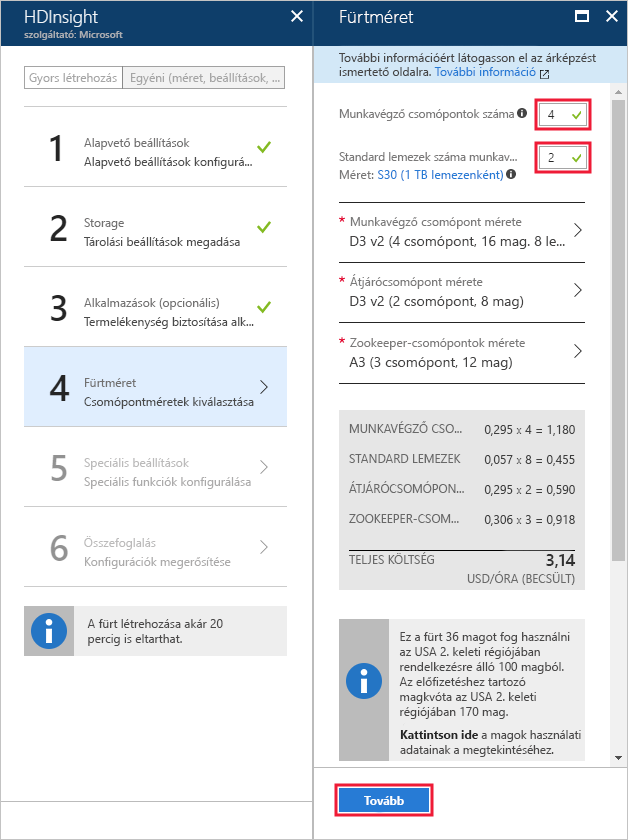 HDInsight
szolgáltató: Microsoft
Gyors létrehozás
Egyéni (méret, beállítások, ...
1
Alapvető beállítások
Alapvető beállítások konfigurá...
2
Storage
Tárolási beállítások megadása
3
Alkalmazások (opcionális)
Termelékenység biztosítása alk...
4
Fürtméret
Csomópontméretek kiválasztása
5
Speciális beállítások
Speciális funkciók konfigurálása
6
Összefoglalás
Konfigurációk megerősítése
A fürt létrehozása akár 20
percig is eltarthat.
Fürtméret
További információért látogasson el az árképzést
ismertető oldalra. További információ
Munkavégző csomópontok száma
4
Standard lemezek száma munkav...
2
Méret: S30 (1 TB lemezenként)
* Munkavégző csomópont mérete
D3 v2 (4 csomópont, 16 mag. 8 le...
* Átjárócsomópont mérete
D3 v2 (2 csomópont, 8 mag)
* Zookeeper-csomópontok mérete
A3 (3 csomópont, 12 mag)
MUNKAVÉGZŐ CSO... 0,295 x 4 = 1,180
STANDARD LEMEZEK 0,057 x 8 = 0,455
ÁTJÁRÓCSOMÓPON... 0,295 x 2 = 0,590
ZOOKEEPER-CSOM... 0,306 x 3 = 0,918
TELJES KÖLTSÉG 3,14
USD/ÓRA (BECSÜLT)
Ez a fürt 36 magot fog használni
az USA 2. keleti régiójában
rendelkezésre álló 100 magból.
Az előfizetéshez tartozó
magkvóta az USA 2. keleti
régiójában 170 mag.
Kattintson ide a magok használati
adatainak a megtekintéséhez.
Tovább